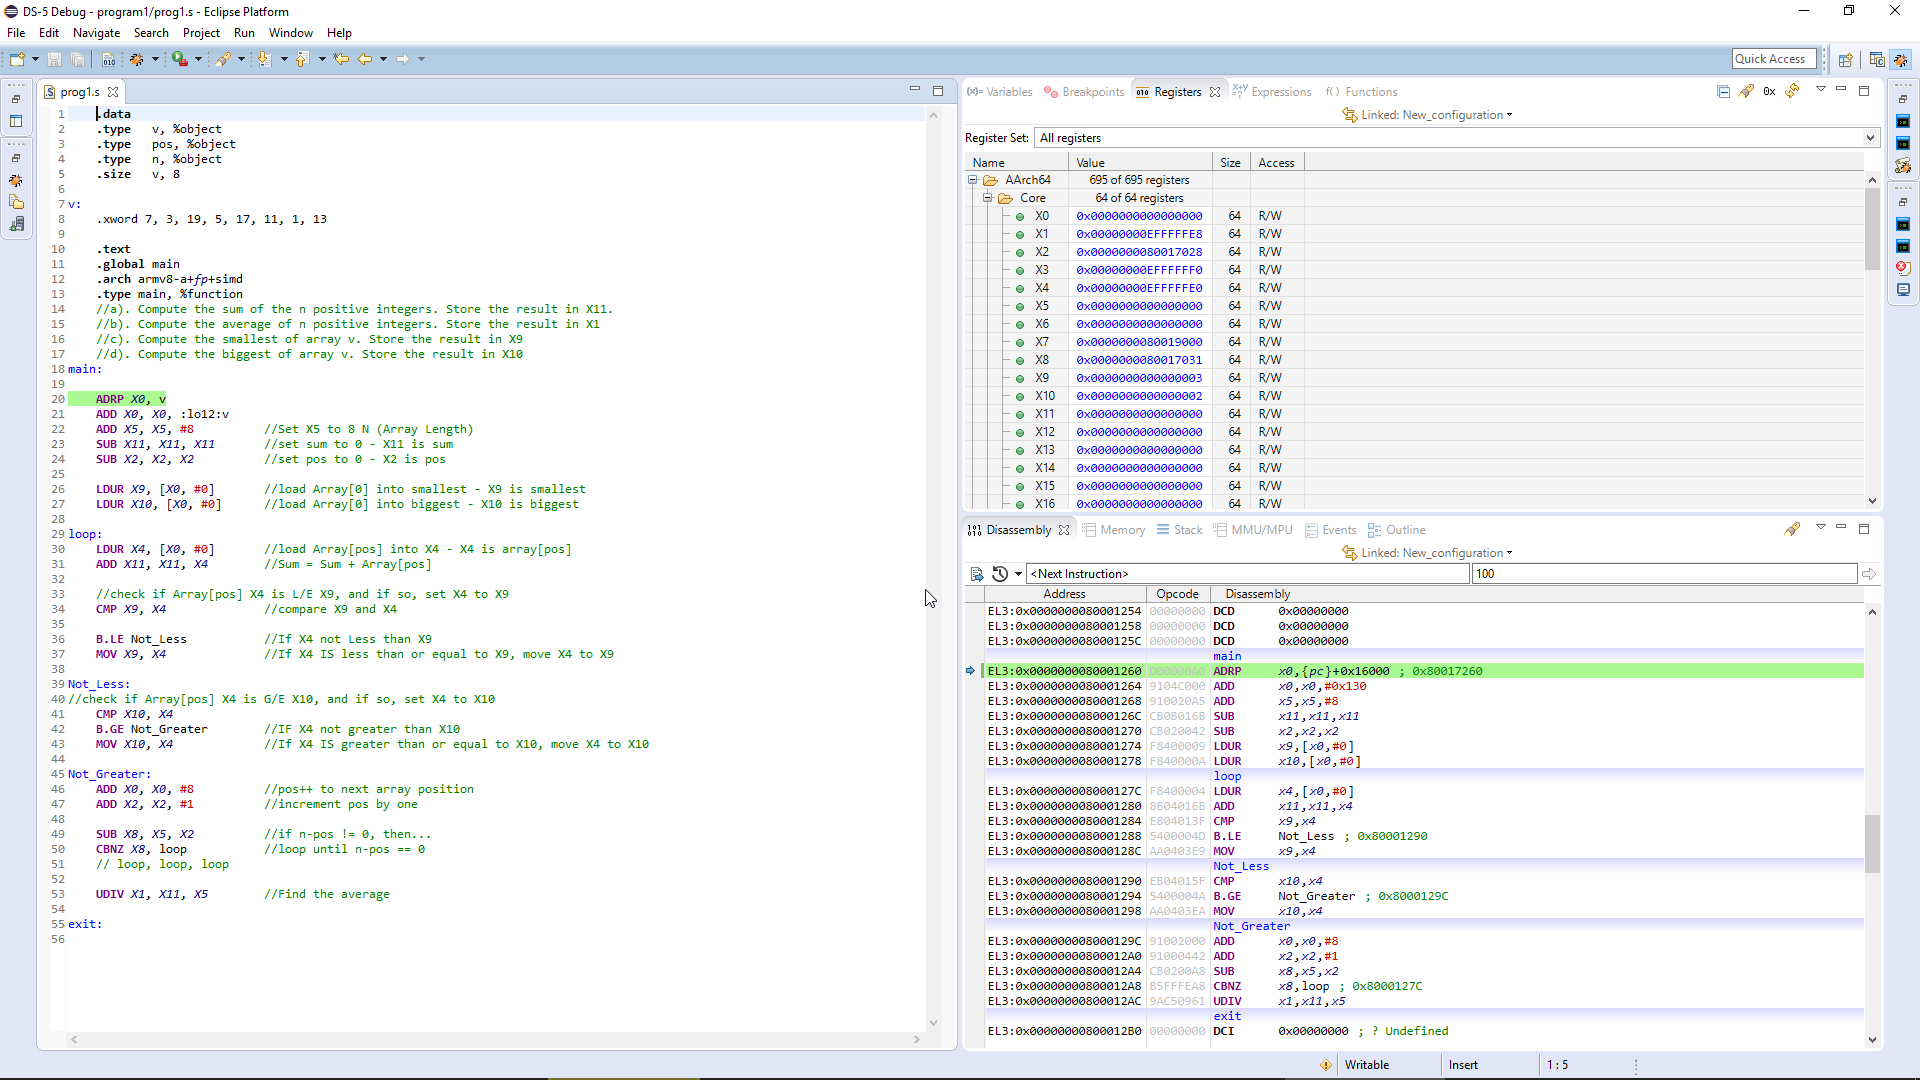 DS-5 Debug - program1/prog1.s - Eclipse Platform
File Edit Navigate Search Project Run Window Help
Quick Access
prog1.s
1 .data
2 .type v, %object
3 .type pos, %object
4 .type n, %object
5 .size v, 8
6
7 v:
8 .xword 7, 3, 19, 5, 17, 11, 1, 13
9
10 .text
11 .global main
12 .arch armv8-a+fp+simd
13 .type main, %function
14 //a). Compute the sum of the n positive integers. Store the result in X11.
15 //b). Compute the average of n positive integers. Store the result in X1
16 //c). Compute the smallest of array v. Store the result in X9
17 //d). Compute the biggest of array v. Store the result in X10
18 main:
19
20 ADRP X0, v
21 ADD X0, X0, :lo12:v
22 ADD X5, X5, #8 //Set X5 to 8 N (Array Length)
23 SUB X11, X11, X11 //set sum to 0 - X11 is sum
24 SUB X2, X2, X2 //set pos to 0 - X2 is pos
25
26 LDUR X9, [X0, #0] //load Array[0] into smallest - X9 is smallest
27 LDUR X10, [X0, #0] //load Array[0] into biggest - X10 is biggest
28
29 loop:
30 LDUR X4, [X0, #0] //load Array[pos] into X4 - X4 is array[pos]
31 ADD X11, X11, X4 //Sum = Sum + Array[pos]
32
33 //check if Array[pos] X4 is L/E X9, and if so, set X4 to X9
34 CMP X9, X4 //compare X9 and X4
35
36 B.LE Not_Less //If X4 not Less than X9
37 MOV X9, X4 //If X4 IS less than or equal to X9, move X4 to X9
38
39 Not_Less:
40 //check if Array[pos] X4 is G/E X10, and if so, set X4 to X10
41 CMP X10, X4
42 B.GE Not_Greater //IF X4 not greater than X10
43 MOV X10, X4 //If X4 IS greater than or equal to X10, move X4 to X10
44
45 Not_Greater:
46 ADD X0, X0, #8 //pos++ to next array position
47 ADD X2, X2, #1 //increment pos by one
48
49 SUB X8, X5, X2 //if n-pos != 0, then...
50 CBNZ X8, loop //loop until n-pos == 0
51 // loop, loop, loop
52
53 UDIV X1, X11, X5 //Find the average
54
55 exit:
56
(x)= Variables Breakpoints 010 Registers x+y Expressions f() Functions 0x
Linked: New_configuration
Register Set: All registers
Name Value Size Access
AArch64 695 of 695 registers
Core 64 of 64 registers
X0 0x0000000000000000 64 R/W
X1 0x00000000EFFFFFE8 64 R/W
X2 0x0000000080017028 64 R/W
X3 0x00000000EFFFFFF0 64 R/W
X4 0x00000000EFFFFFE0 64 R/W
X5 0x0000000000000000 64 R/W
X6 0x0000000000000000 64 R/W
X7 0x0000000080019000 64 R/W
X8 0x0000000080017031 64 R/W
X9 0x0000000000000003 64 R/W
X10 0x0000000000000002 64 R/W
X11 0x0000000000000000 64 R/W
X12 0x0000000000000000 64 R/W
X13 0x0000000000000000 64 R/W
X14 0x0000000000000000 64 R/W
X15 0x0000000000000000 64 R/W
X16 0x0000000000000000 64 R/W
Disassembly Memory Stack MMU/MPU Events Outline
Linked: New_configuration
<Next Instruction> 100
Address Opcode Disassembly
EL3:0x0000000080001254 00000000 DCD 0x00000000
EL3:0x0000000080001258 00000000 DCD 0x00000000
EL3:0x000000008000125C 00000000 DCD 0x00000000
main
EL3:0x0000000080001260 D00000A0 ADRP x0,{pc}+0x16000 ; 0x80017260
EL3:0x0000000080001264 9104C000 ADD x0,x0,#0x130
EL3:0x0000000080001268 910020A5 ADD x5,x5,#8
EL3:0x000000008000126C CB0B016B SUB x11,x11,x11
EL3:0x0000000080001270 CB020042 SUB x2,x2,x2
EL3:0x0000000080001274 F8400009 LDUR x9,[x0,#0]
EL3:0x0000000080001278 F840000A LDUR x10,[x0,#0]
loop
EL3:0x000000008000127C F8400004 LDUR x4,[x0,#0]
EL3:0x0000000080001280 8B04016B ADD x11,x11,x4
EL3:0x0000000080001284 EB04013F CMP x9,x4
EL3:0x0000000080001288 5400004D B.LE Not_Less ; 0x80001290
EL3:0x000000008000128C AA0403E9 MOV x9,x4
Not_Less
EL3:0x0000000080001290 EB04015F CMP x10,x4
EL3:0x0000000080001294 5400004A B.GE Not_Greater ; 0x8000129C
EL3:0x0000000080001298 AA0403EA MOV x10,x4
Not_Greater
EL3:0x000000008000129C 91002000 ADD x0,x0,#8
EL3:0x00000000800012A0 91000442 ADD x2,x2,#1
EL3:0x00000000800012A4 CB0200A8 SUB x8,x5,x2
EL3:0x00000000800012A8 B5FFFEA8 CBNZ x8,loop ; 0x8000127C
EL3:0x00000000800012AC 9AC50961 UDIV x1,x11,x5
exit
EL3:0x00000000800012B0 00000000 DCI 0x00000000 ; ? Undefined
Writable Insert 1 : 5